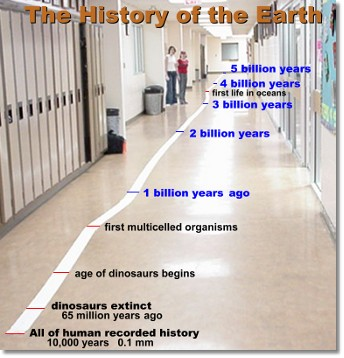 The History of the Earth
5 billion years
4 billion years
first life in oceans
3 billion years
2 billion years
1 billion years ago
first multicelled organisms
age of dinosaurs begins
dinosaurs extinct
65 million years ago
All of human recorded history
10,000 years 0.1 mm